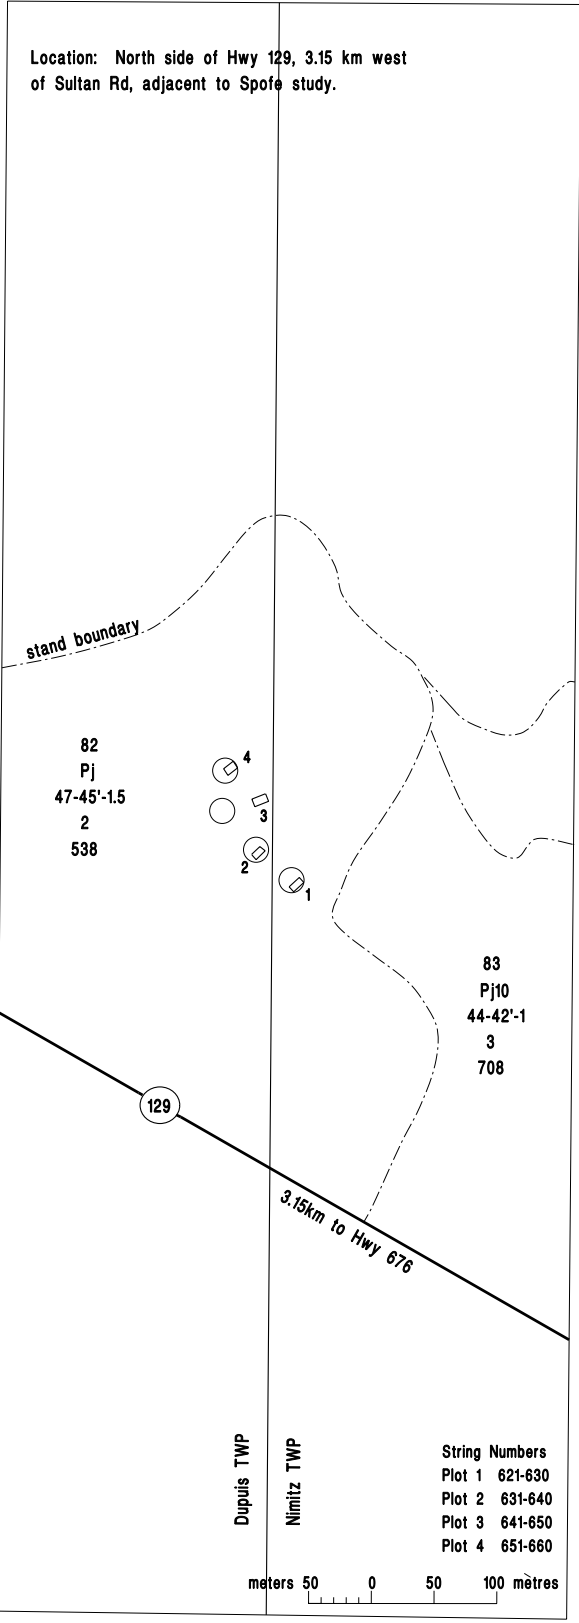 Location: North side of Hwy 129, 3.15 km west
of Sultan Rd, adjacent to Spofe study.
stand boundary
82
Pj
47-45'-1.5
2
538
4
3
2
1
83
Pj10
44-42'-1
3
708
129
3.15km to Hwy 676
Dupuis TWP
Nimitz TWP
String Numbers
Plot 1 621-630
Plot 2 631-640
Plot 3 641-650
Plot 4 651-660
meters 50 0 50 100 mètres